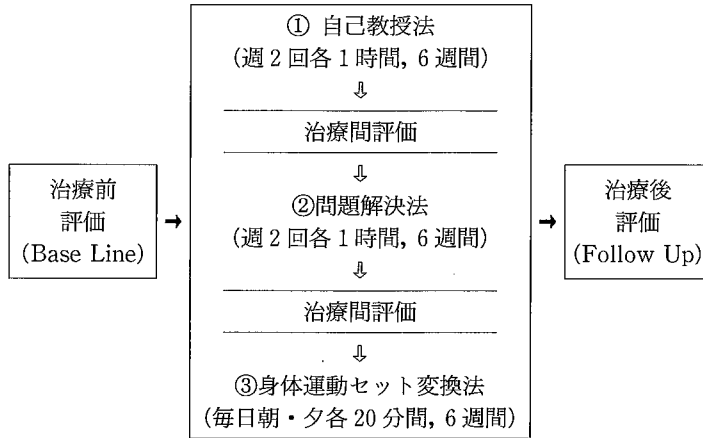 治療前
評価
(Base Line)
➞
① 自己教授法
(週2回各1時間, 6週間)
⇩
治療間評価
⇩
②問題解決法
(週2回各1時間, 6週間)
⇩
治療間評価
⇩
③身体運動セット変換法
(毎日朝・夕各20分間, 6週間)
➞
治療後
評価
(Follow Up)